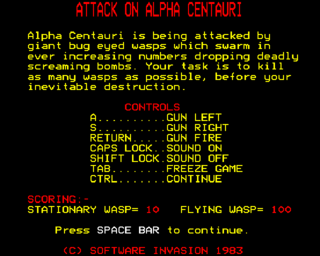 ATTACK ON ALPHA CENTAURI
Alpha Centauri is being attacked by
giant bug eyed wasps which swarm in
ever increasing numbers dropping deadly
screaming bombs. Your task is to kill
as many wasps as possible, before your
inevitable destruction.
CONTROLS
A..........GUN LEFT
S..........GUN RIGHT
RETURN.....GUN FIRE
CAPS LOCK..SOUND ON
SHIFT LOCK.SOUND OFF
TAB........FREEZE GAME
CTRL.......CONTINUE
SCORING:-
STATIONARY WASP= 10 FLYING WASP= 100
Press SPACE BAR to continue.
(C) SOFTWARE INVASION 1983